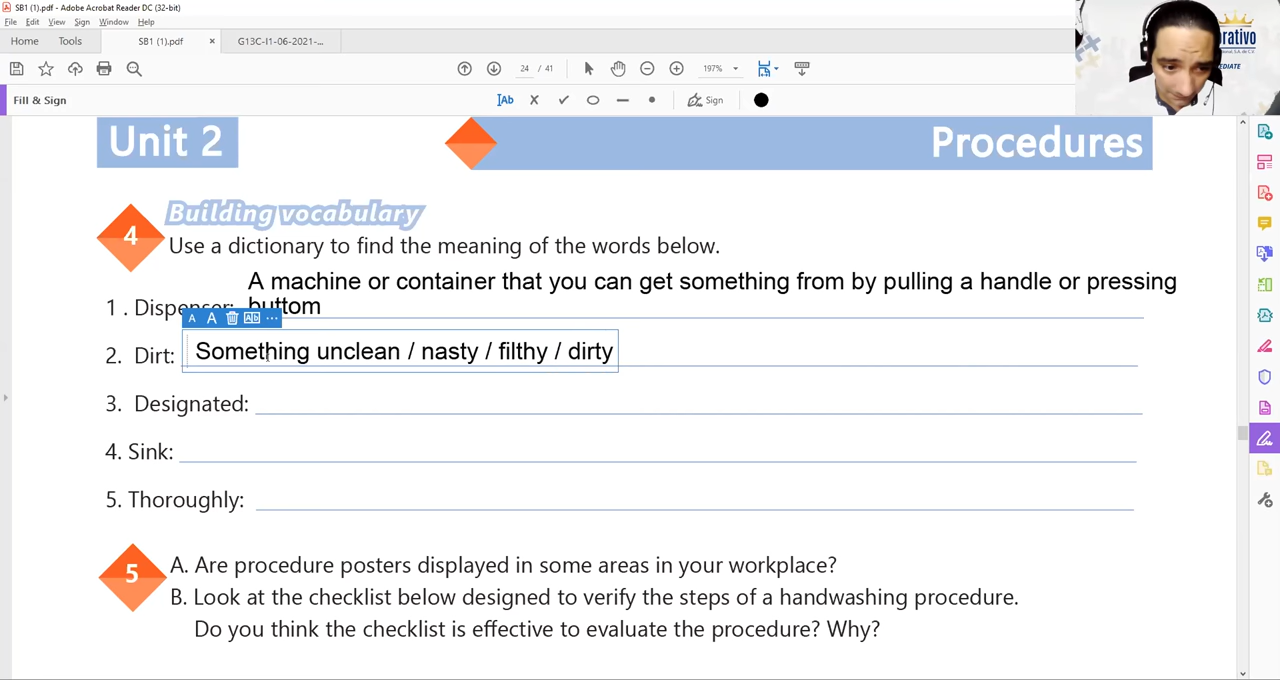 SB1 (1).pdf - Adobe Acrobat Reader DC (32-bit)
File Edit View Sign Window Help
Home Tools SB1 (1).pdf × G13C-I1-06-2021-...
24 / 41 197%
Fill & Sign
Ab Sign
Unit 2 Procedures
4 Building vocabulary
Use a dictionary to find the meaning of the words below.
A machine or container that you can get something from by pulling a handle or pressing
1 . Dispenser: buttom
2. Dirt: Something unclean / nasty / filthy / dirty
3. Designated:
4. Sink:
5. Thoroughly:
5 A. Are procedure posters displayed in some areas in your workplace?
B. Look at the checklist below designed to verify the steps of a handwashing procedure.
Do you think the checklist is effective to evaluate the procedure? Why?